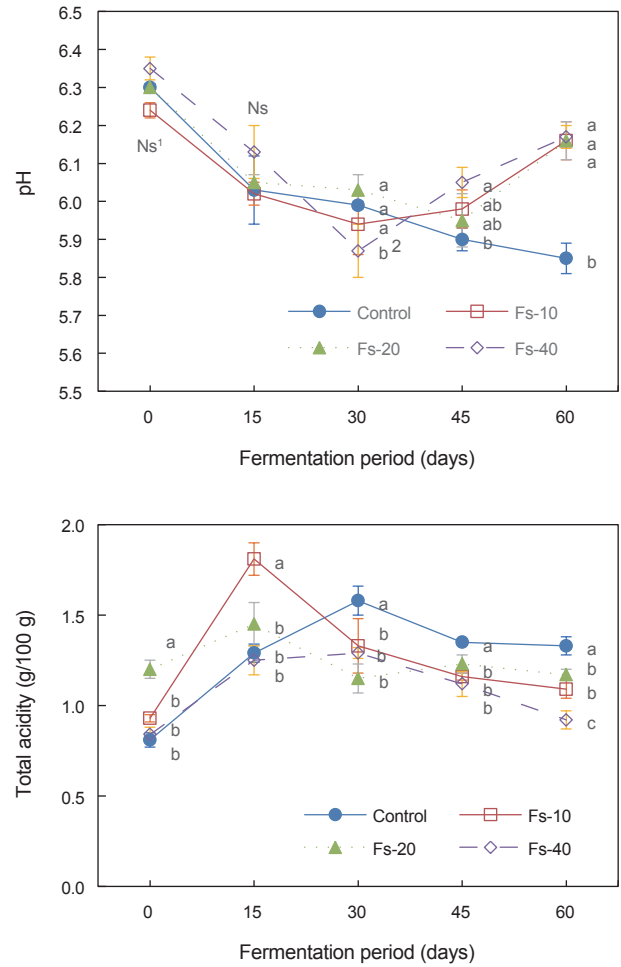 6.5
6.4
6.3
6.2
6.1
6.0
5.9
5.8
5.7
5.6
5.5
pH
Ns¹
Ns
a
a
a
b 2
a
ab
ab
b
a
a
a
b
Control
Fs-10
Fs-20
Fs-40
0 15 30 45 60
Fermentation period (days)
2.0
1.5
1.0
0.5
0.0
Total acidity (g/100 g)
a
b
b
b
a
b
b
b
a
b
b
b
a
b
b
b
a
b
b
c
Control
Fs-10
Fs-20
Fs-40
0 15 30 45 60
Fermentation period (days)